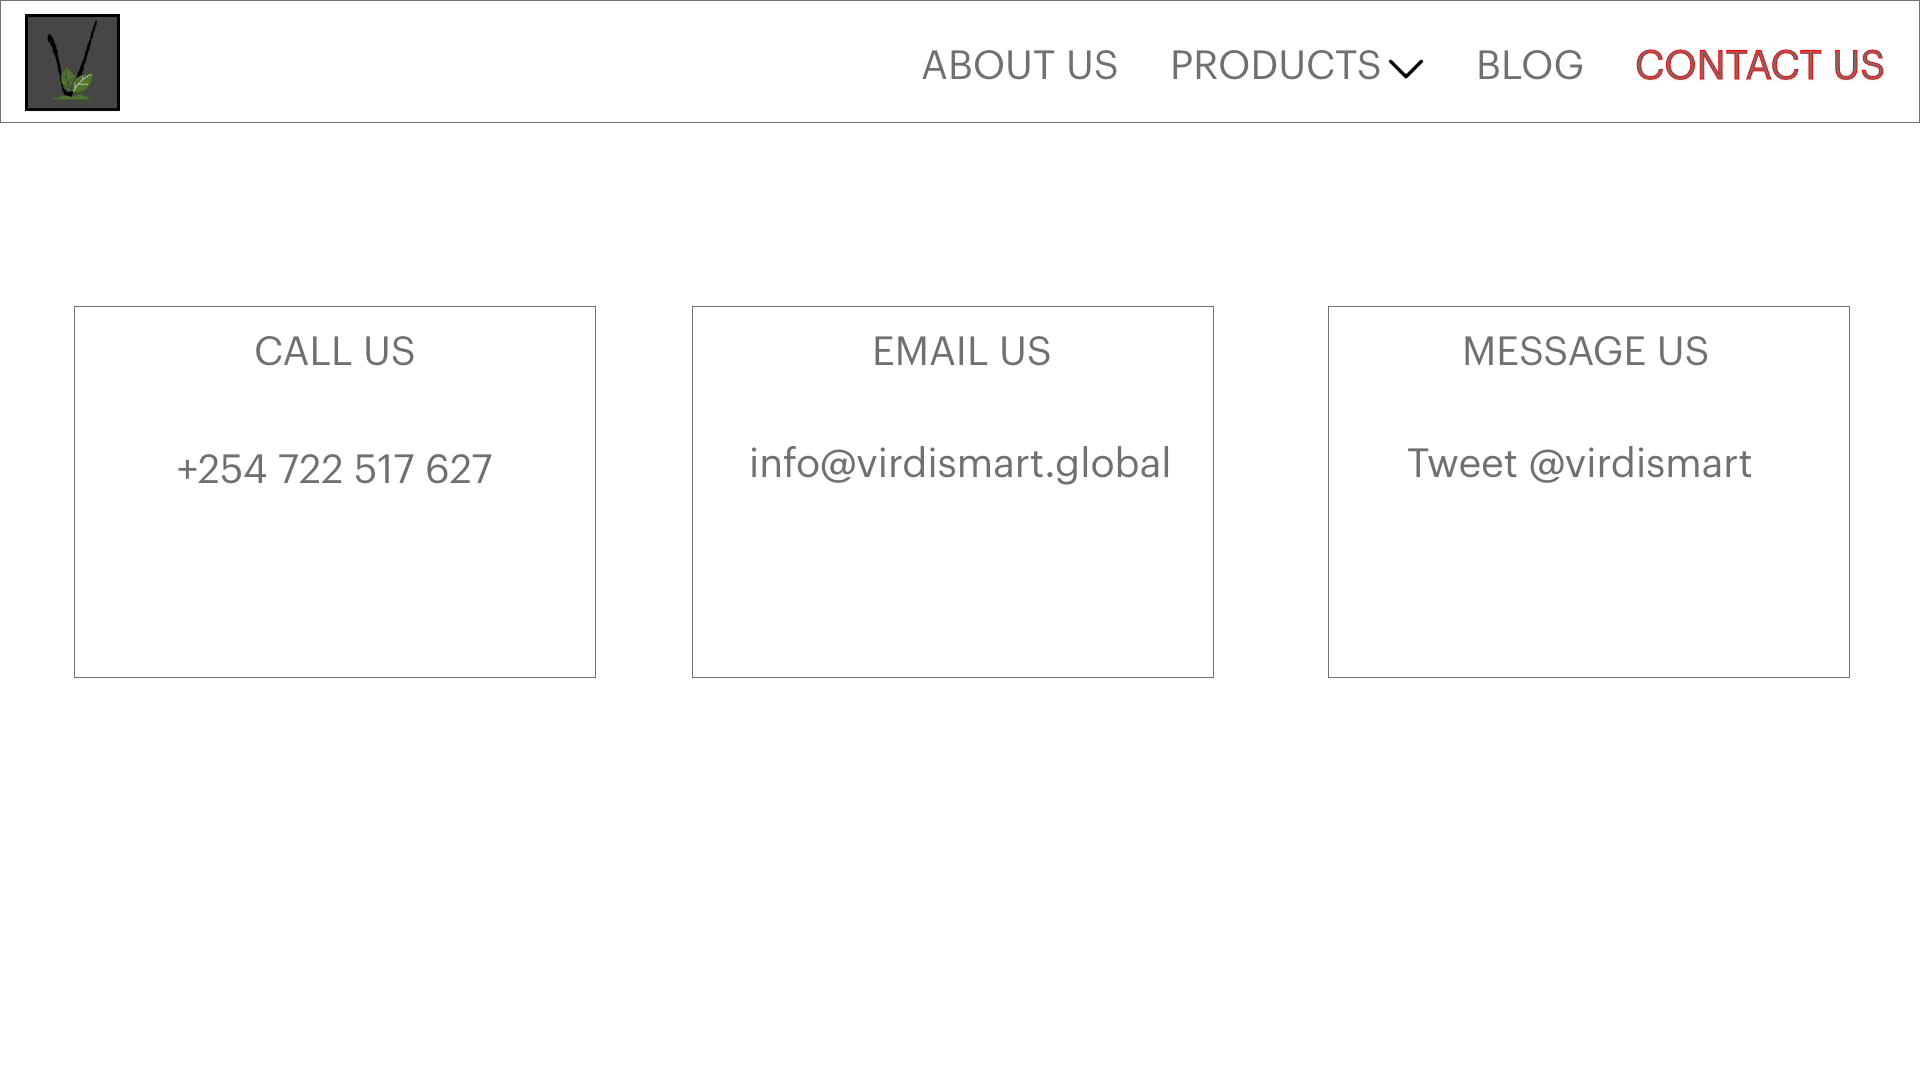 ABOUT US PRODUCTS BLOG CONTACT US
CALL US
+254 722 517 627
EMAIL US
info@virdismart.global
MESSAGE US
Tweet @virdismart